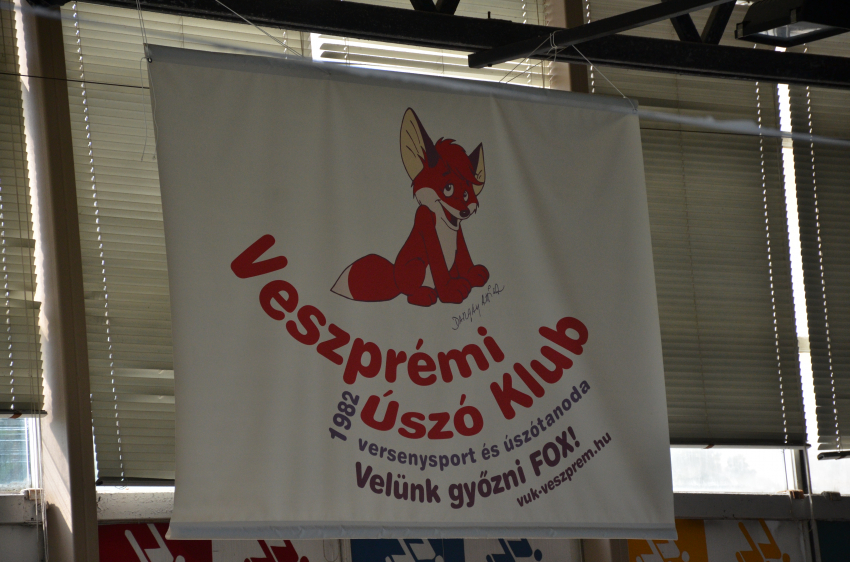 Veszprémi
1982 Úszó Klub
versenysport és úszótanoda
Velünk győzni FOX!
vuk-veszprem.hu